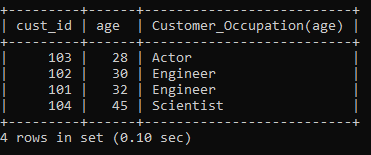 +---------+------+-------------------------+
| cust_id | age | Customer_Occupation(age) |
+---------+------+-------------------------+
| 103 | 28 | Actor |
| 102 | 30 | Engineer |
| 101 | 32 | Engineer |
| 104 | 45 | Scientist |
+---------+------+-------------------------+
4 rows in set (0.10 sec)